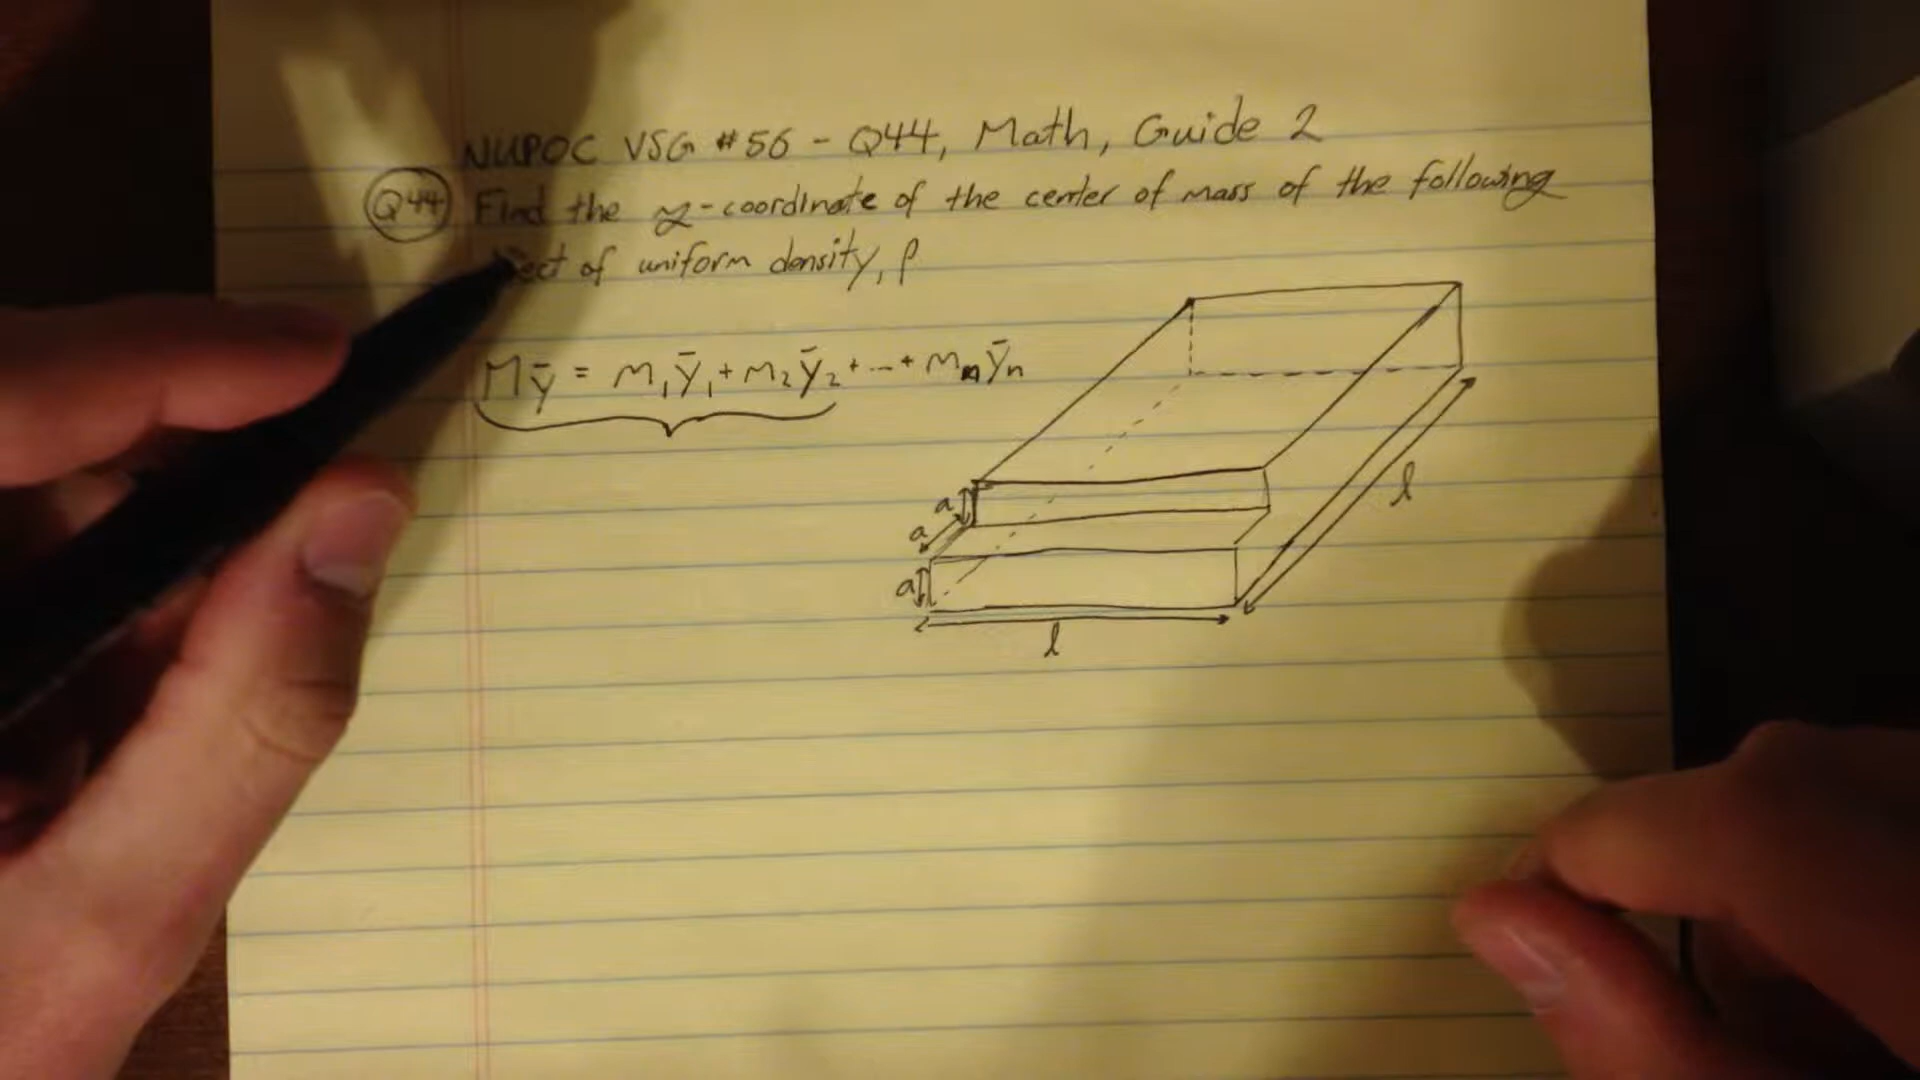 NUPOC VSG #56 - Q44, Math, Guide 2
Q44 Find the y-coordinate of the center of mass of the following
of uniform density, ρ
Mȳ = m₁ȳ₁ + m₂ȳ₂ + ... + mₙȳₙ
a
a
a
l
l